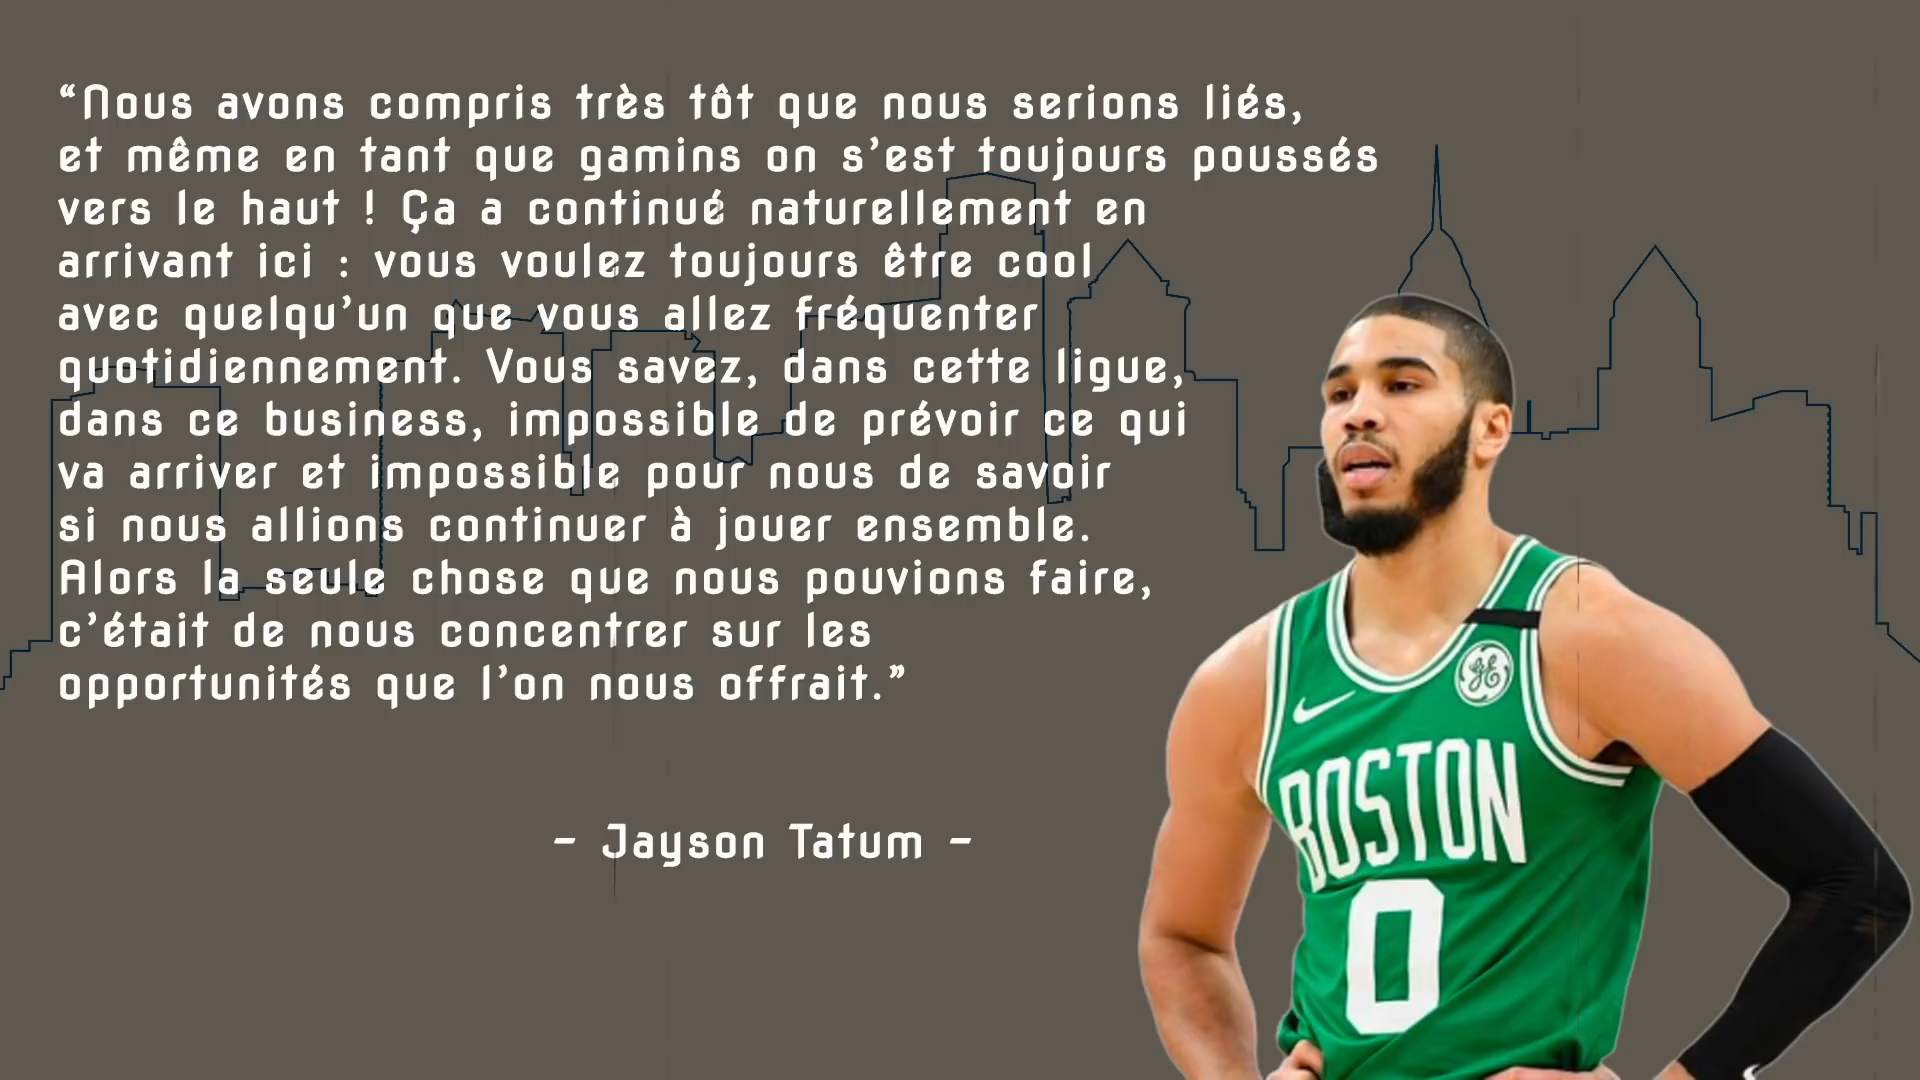 “Nous avons compris très tôt que nous serions liés,
et même en tant que gamins on s’est toujours poussés
vers le haut ! Ça a continué naturellement en
arrivant ici : vous voulez toujours être cool
avec quelqu’un que vous allez fréquenter
quotidiennement. Vous savez, dans cette ligue,
dans ce business, impossible de prévoir ce qui
va arriver et impossible pour nous de savoir
si nous allions continuer à jouer ensemble.
Alors la seule chose que nous pouvions faire,
c’était de nous concentrer sur les
opportunités que l’on nous offrait.”
- Jayson Tatum -
GE
BOSTON
0